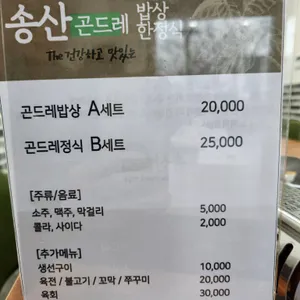 송산 곤드레 밥상
한정식
The 건강하고 맛있는
곤드레밥상 A세트 20,000
곤드레정식 B세트 25,000
[주류/음료]
소주, 맥주, 막걸리 5,000
콜라, 사이다 2,000
[추가메뉴]
생선구이 10,000
육전 / 불고기 / 꼬막 / 쭈꾸미 20,000
육회 30,000